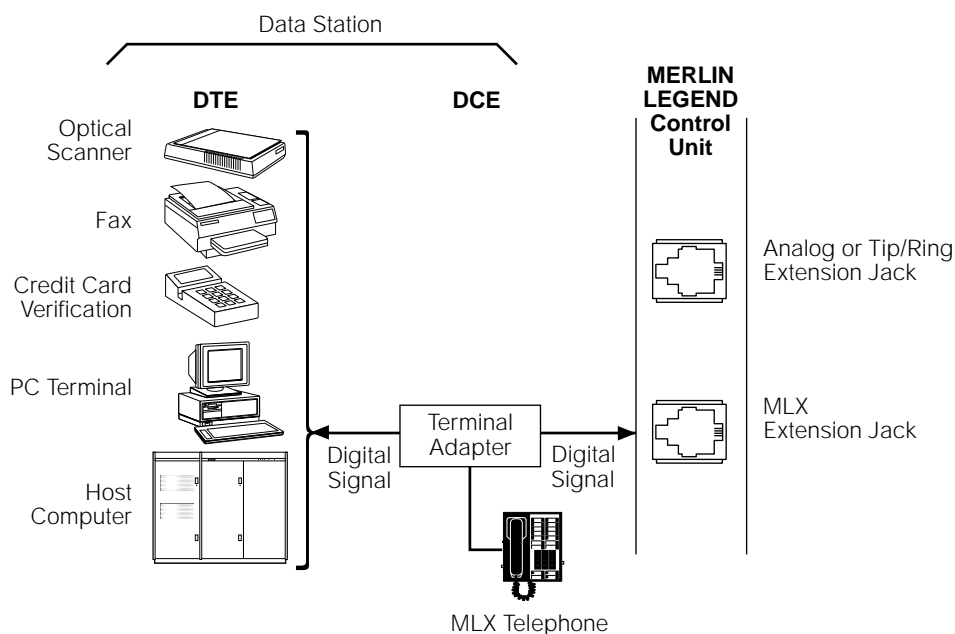 Data Station
DTE
DCE
MERLIN
LEGEND
Control
Unit
Optical
Scanner
Fax
Credit Card
Verification
PC Terminal
Host
Computer
Digital
Signal
Terminal
Adapter
Digital
Signal
MLX Telephone
Analog or Tip/Ring
Extension Jack
MLX
Extension Jack